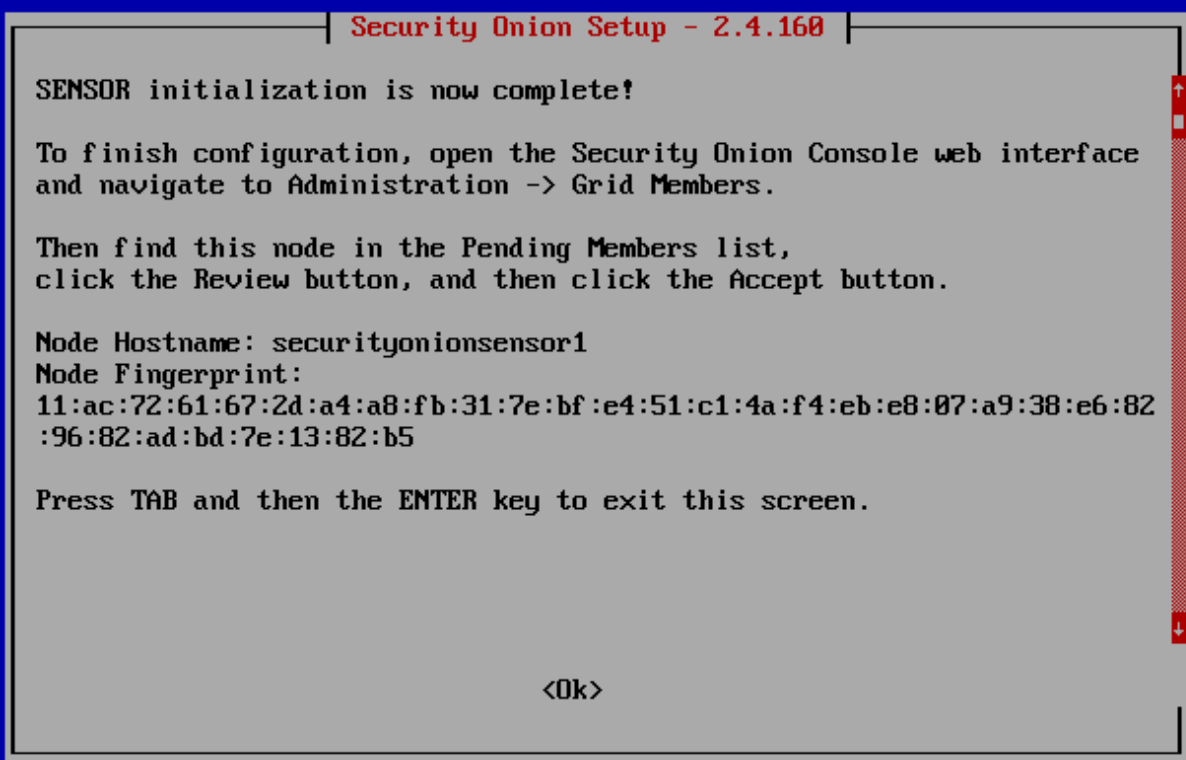 Security Onion Setup - 2.4.160
SENSOR initialization is now complete!
To finish configuration, open the Security Onion Console web interface
and navigate to Administration -> Grid Members.
Then find this node in the Pending Members list,
click the Review button, and then click the Accept button.
Node Hostname: securityonionsensor1
Node Fingerprint:
11:ac:72:61:67:2d:a4:a8:fb:31:7e:bf:e4:51:c1:4a:f4:eb:e8:07:a9:38:e6:82
:96:82:ad:bd:7e:13:82:b5
Press TAB and then the ENTER key to exit this screen.
<Ok>